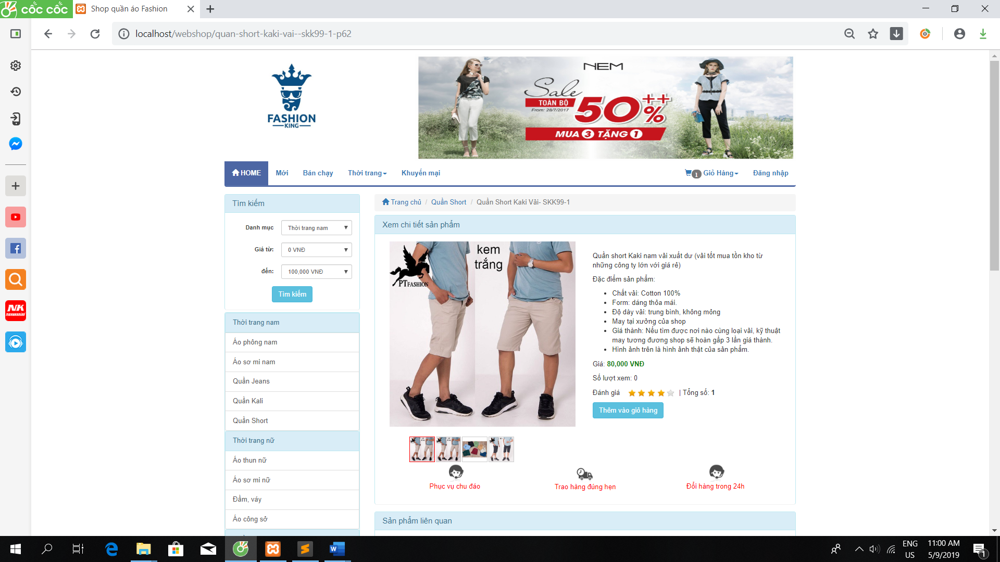 cốc cốc
Shop quần áo Fashion
localhost/webshop/quan-short-kaki-vai--skk99-1-p62
FASHION
KING
NEM
Sale
TOÀN BỘ
From: 28/7/2017
50++%
MUA 3 TẶNG 1
HOME Mới Bán chạy Thời trang Khuyến mại 1 Giỏ Hàng Đăng nhập
Tìm kiếm
Danh mục Thời trang nam
Giá từ: 0 VNĐ
đến: 100,000 VNĐ
Tìm kiếm
Thời trang nam
Áo phông nam
Áo sơ mi nam
Quần Jeans
Quần Kali
Quần Short
Thời trang nữ
Áo thun nữ
Áo sơ mi nữ
Đầm, váy
Áo công sở
Trang chủ / Quần Short / Quần Short Kaki Vải- SKK99-1
Xem chi tiết sản phẩm
kem
trắng
PTFASHION
Quần short Kaki nam vải xuất dư (vải tốt mua tồn kho từ
những công ty lớn với giá rẻ)
Đặc điểm sản phẩm:
Chất vải: Cotton 100%
Form: dáng thỏa mái.
Độ dày vải: trung bình, không mỏng
May tại xưởng của shop
Giá thành: Nếu tìm được nơi nào cùng loại vải, kỹ thuật
may tương đương shop sẽ hoàn gấp 3 lần giá thành.
Hình ảnh trên là hình ảnh thật của sản phẩm.
Giá: 80,000 VNĐ
Số lượt xem: 0
Đánh giá | Tổng số: 1
Thêm vào giỏ hàng
Phục vụ chu đáo
Trao hàng đúng hẹn
Đổi hàng trong 24h
Sản phẩm liên quan
NK
ENG
US
11:00 AM
5/9/2019
1